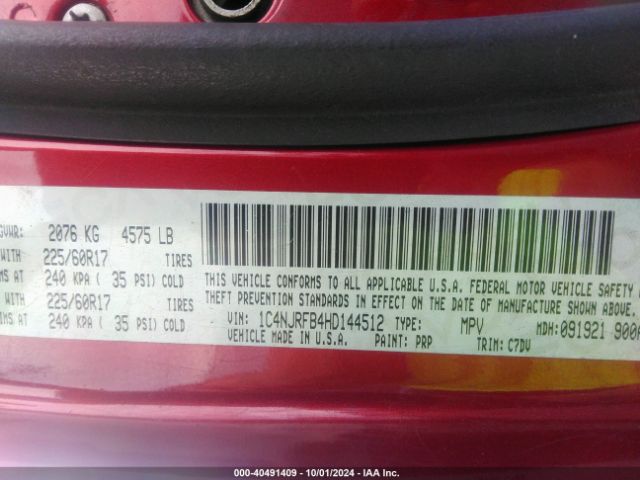 GVWR: 2076 KG 4575 LB
WITH 225/60R17 TIRES
IMS AT 240 KPA ( 35 PSI) COLD
WITH 225/60R17 TIRES
AT 240 KPA ( 35 PSI) COLD
THIS VEHICLE CONFORMS TO ALL APPLICABLE U.S.A. FEDERAL MOTOR VEHICLE SAFETY
THEFT PREVENTION STANDARDS IN EFFECT ON THE DATE OF MANUFACTURE SHOWN ABOVE.
VIN: 1C4NJRFB4HD144512 TYPE: MPV MDH: 091921 900
VEHICLE MADE IN U.S.A. PAINT: PRP TRIM: C7DV
000-40491409 - 10/01/2024 - IAA Inc.